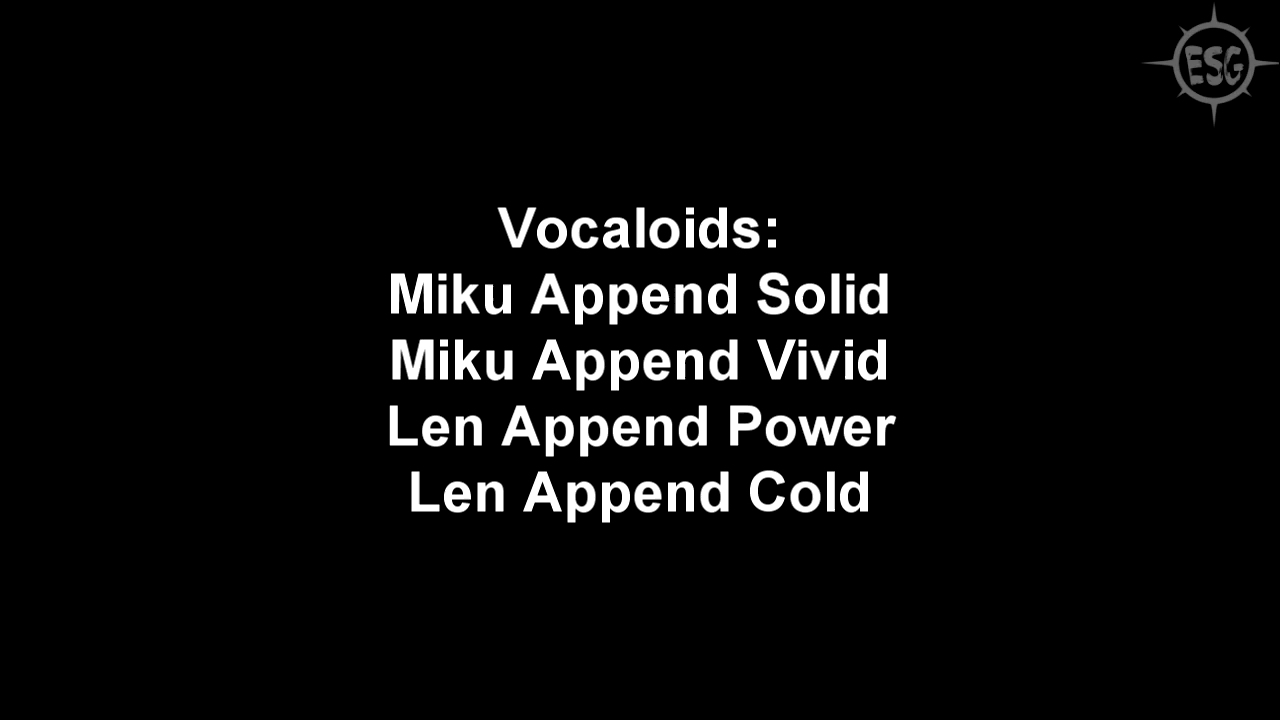 ESG
Vocaloids:
Miku Append Solid
Miku Append Vivid
Len Append Power
Len Append Cold